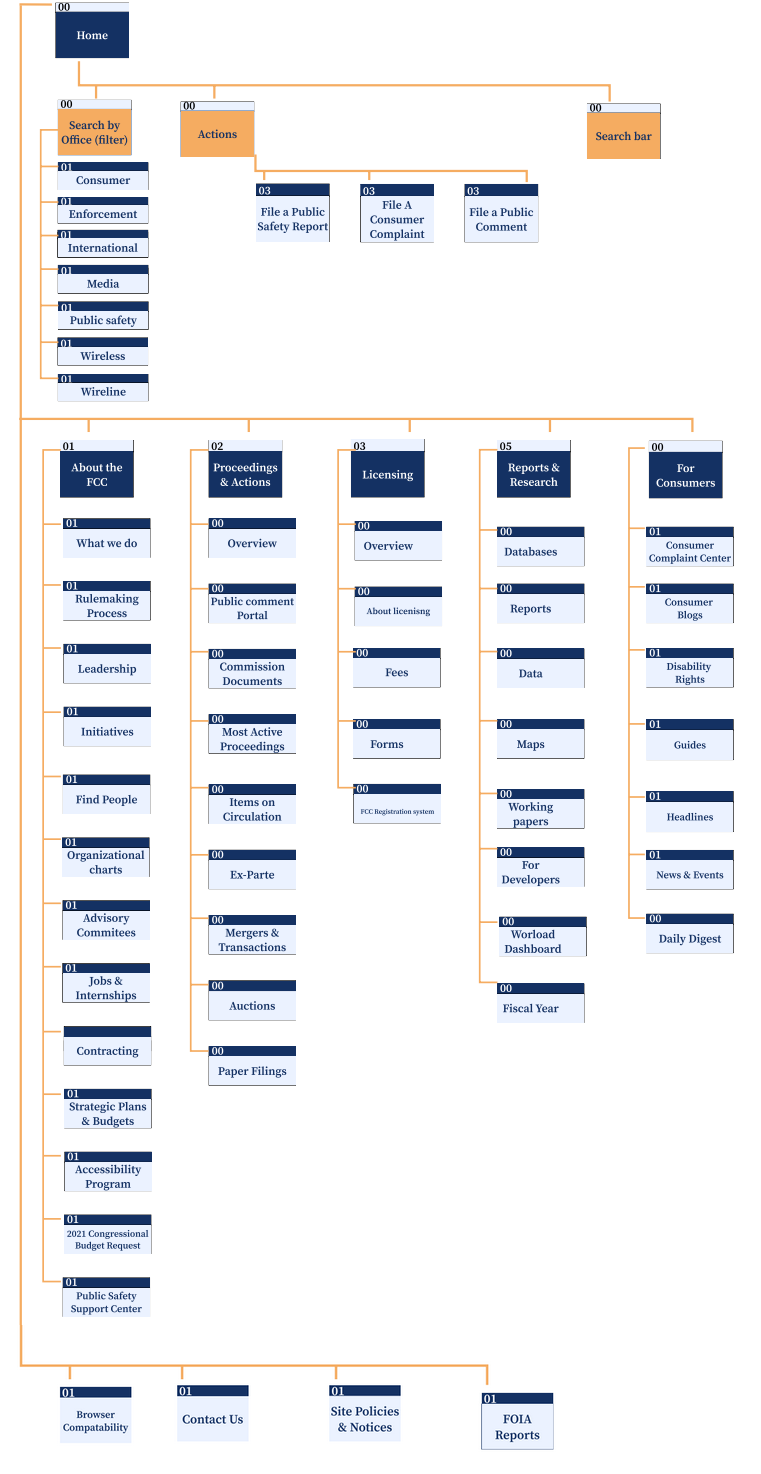 00
Home
00
Search by
Office (filter)
00
Actions
00
Search bar
01
Consumer
01
Enforcement
01
International
01
Media
01
Public safety
01
Wireless
01
Wireline
03
File a Public
Safety Report
03
File A
Consumer
Complaint
03
File a Public
Comment
01
About the
FCC
01
What we do
01
Rulemaking
Process
01
Leadership
01
Initiatives
01
Find People
01
Organizational
charts
01
Advisory
Commitees
01
Jobs &
Internships
Contracting
01
Strategic Plans
& Budgets
01
Accessibility
Program
01
2021 Congressional
Budget Request
01
Public Safety
Support Center
02
Proceedings
& Actions
00
Overview
00
Public comment
Portal
00
Commission
Documents
00
Most Active
Proceedings
00
Items on
Circulation
00
Ex-Parte
00
Mergers &
Transactions
00
Auctions
00
Paper Filings
03
Licensing
00
Overview
00
About licenisng
00
Fees
00
Forms
00
FCC Registration system
05
Reports &
Research
00
Databases
00
Reports
00
Data
00
Maps
00
Working
papers
00
For
Developers
00
Worload
Dashboard
00
Fiscal Year
00
For
Consumers
01
Consumer
Complaint Center
01
Consumer
Blogs
01
Disability
Rights
01
Guides
01
Headlines
01
News & Events
00
Daily Digest
01
Browser
Compatability
01
Contact Us
01
Site Policies
& Notices
01
FOIA
Reports